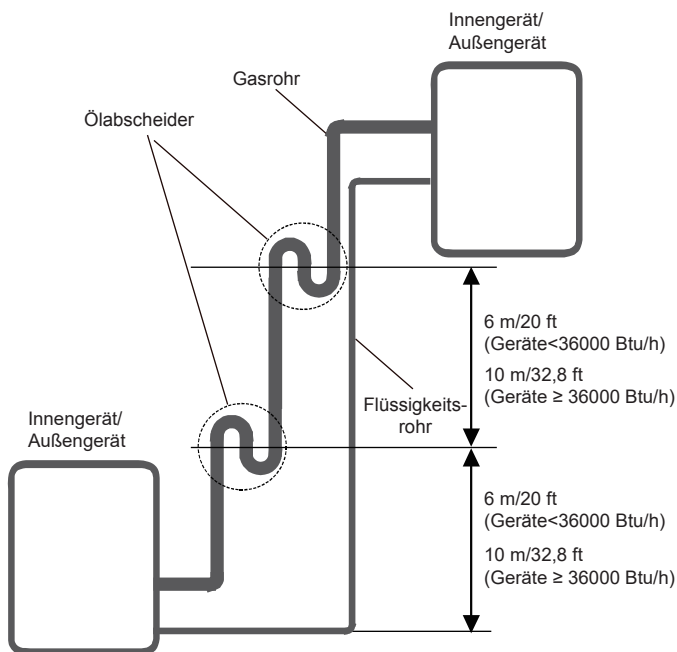 Innengerät/
Außengerät
Gasrohr
Ölabscheider
6 m/20 ft
(Geräte<36000 Btu/h)
10 m/32,8 ft
(Geräte ≥ 36000 Btu/h)
Flüssigkeits-
rohr
Innengerät/
Außengerät
6 m/20 ft
(Geräte<36000 Btu/h)
10 m/32,8 ft
(Geräte ≥ 36000 Btu/h)